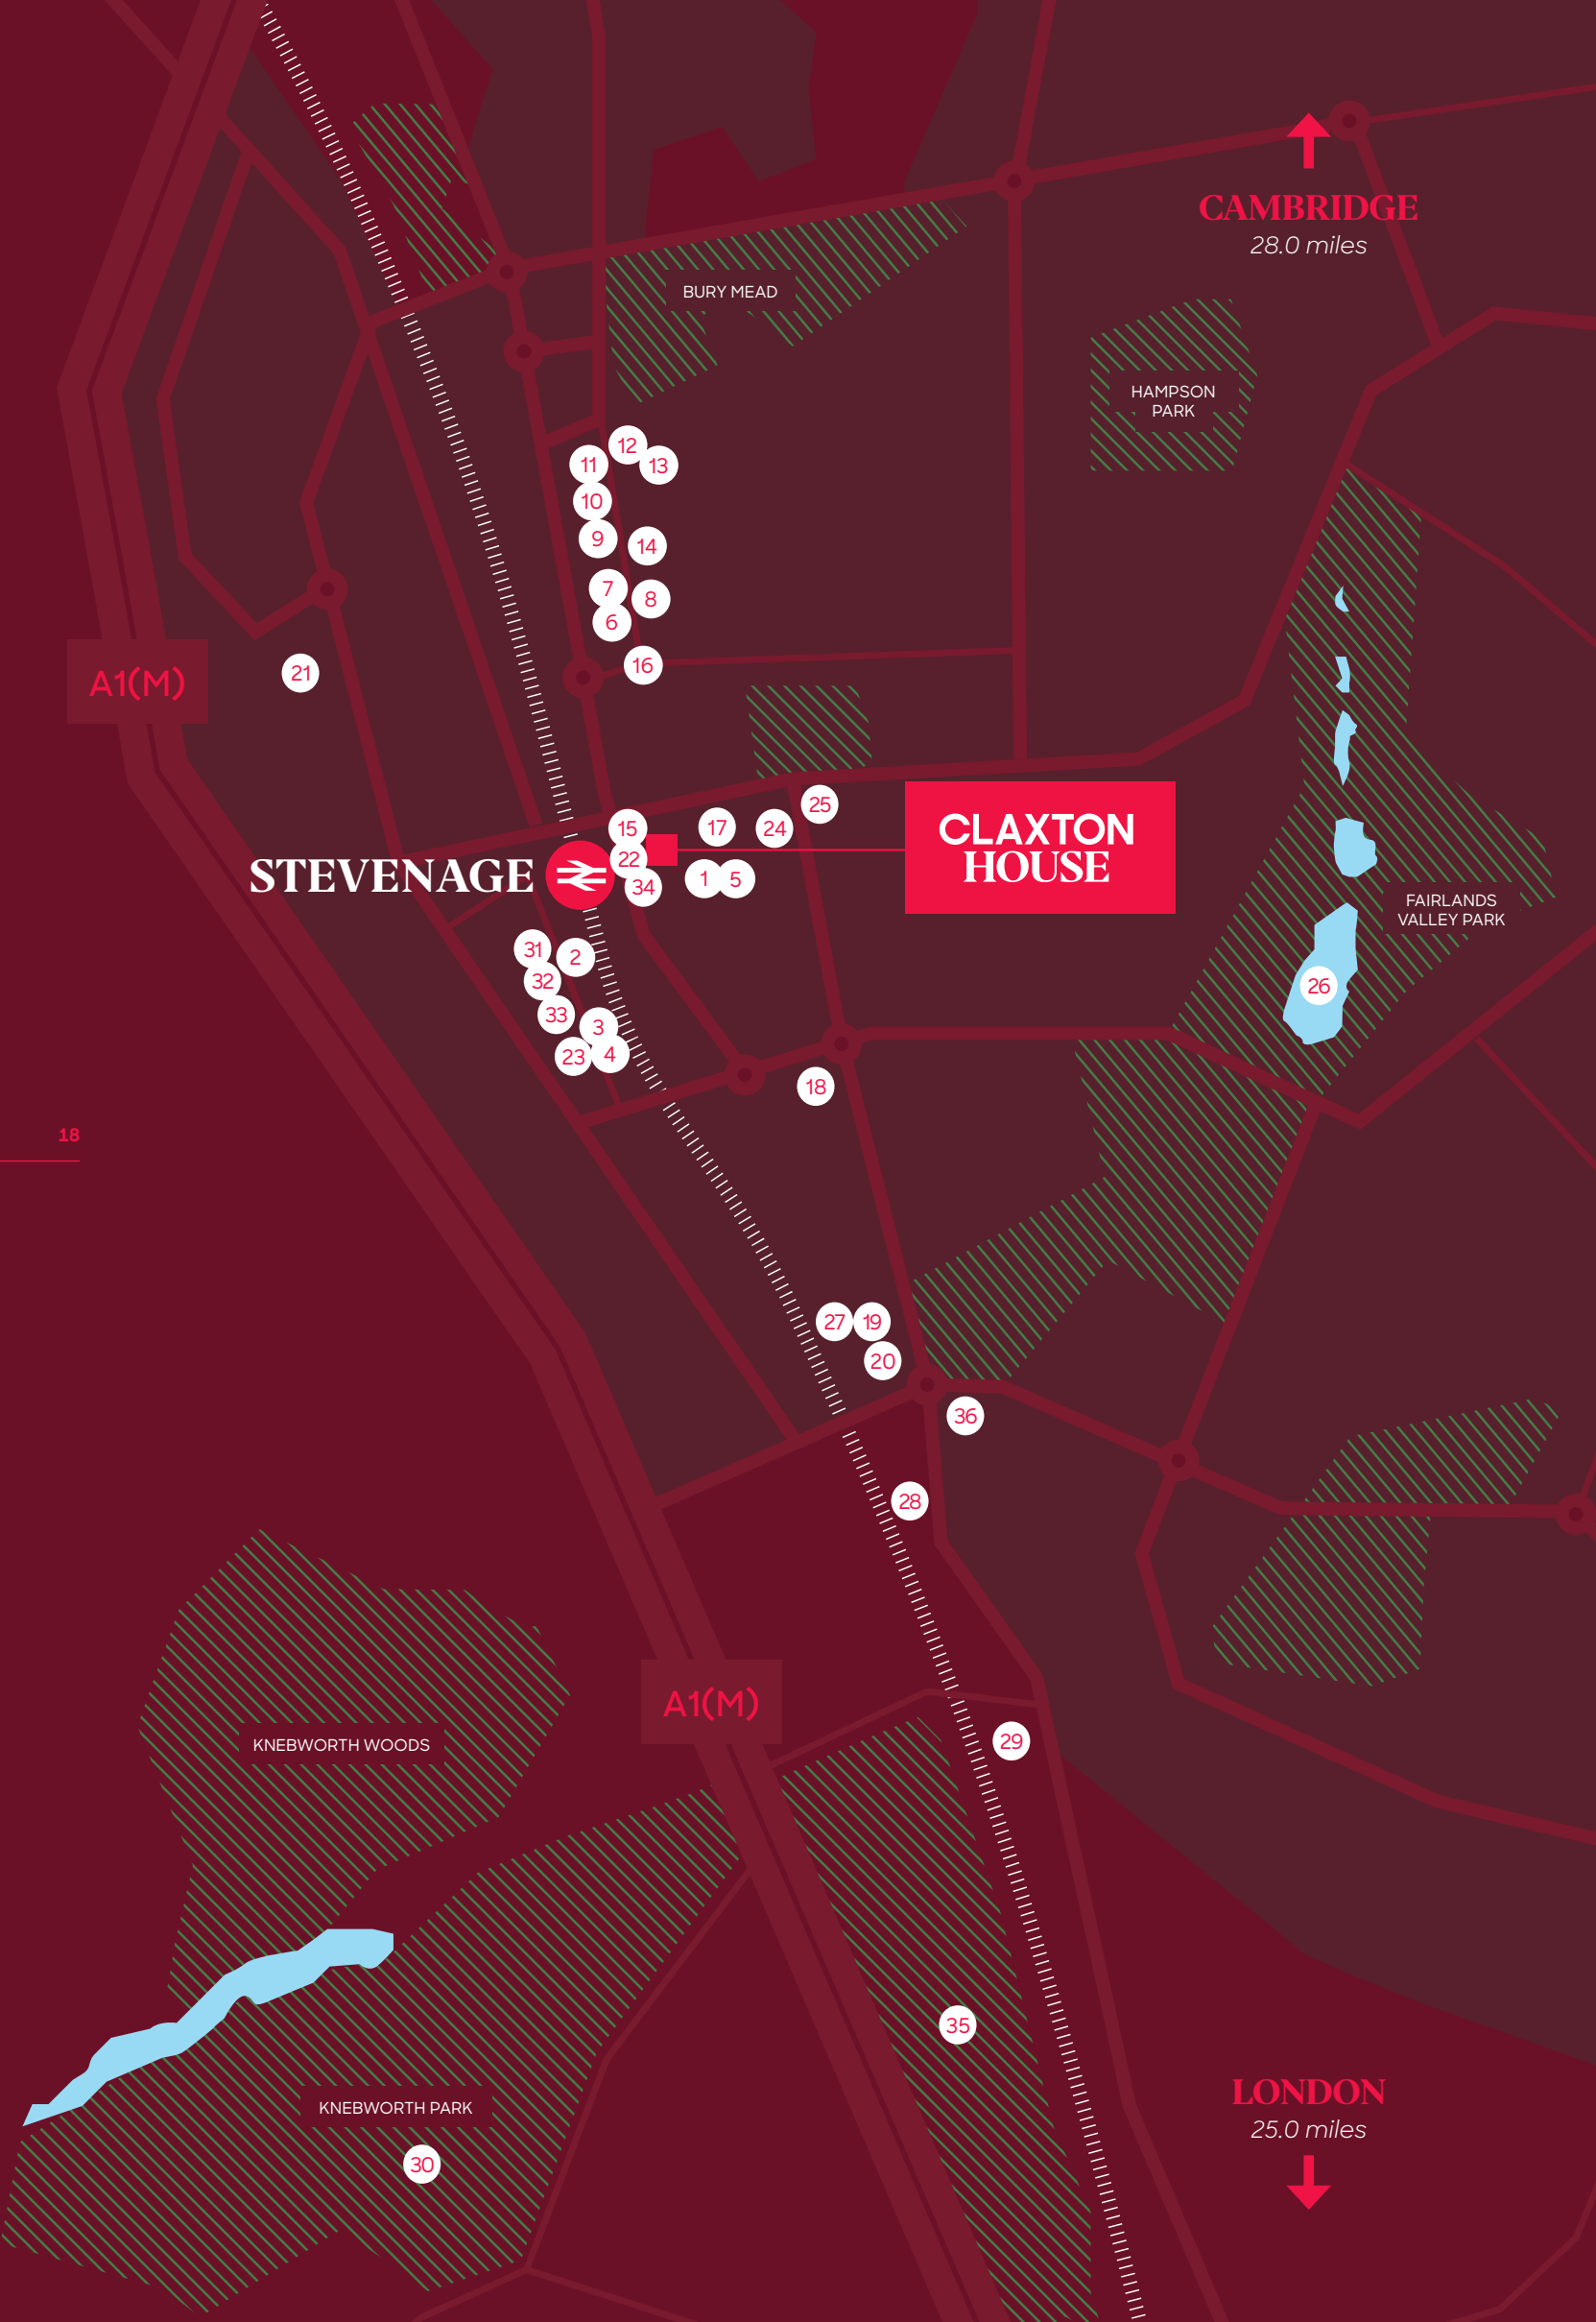 CAMBRIDGE
28.0 miles
BURY MEAD
HAMPSON
PARK
12
11
13
10
9
14
7
8
6
16
21
A1(M)
25
15
17
24
CLAXTON
HOUSE
22
STEVENAGE
34
1
5
FAIRLANDS
VALLEY PARK
31
2
32
26
33
3
23
4
18
18
27
19
20
36
28
A1(M)
29
KNEBWORTH WOODS
35
LONDON
25.0 miles
KNEBWORTH PARK
30